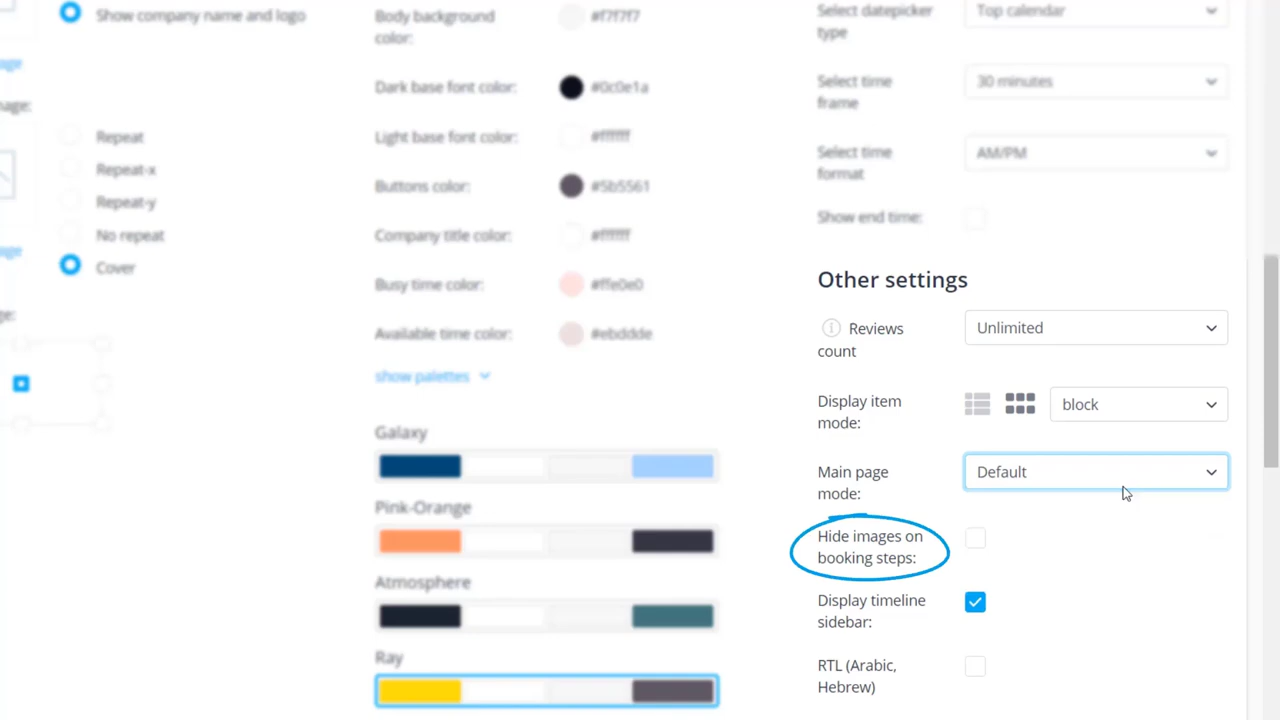 Show company name and logo
age
nage:
Repeat
Repeat-x
Repeat-y
No repeat
Cover
age
ge:
Body background
color:
#f7f7f7
Dark base font color:
#0c0e1a
Light base font color:
#ffffff
Buttons color:
#5b5561
Company title color:
#ffffff
Busy time color:
#ffe0e0
Available time color:
#ebddde
show palettes
Galaxy
Pink-Orange
Atmosphere
Ray
Select datepicker
type
Top calendar
Select time
frame
30 minutes
Select time
format
AM/PM
Show end time:
Other settings
Reviews
count
Unlimited
Display item
mode:
block
Main page
mode:
Default
Hide images on
booking steps:
Display timeline
sidebar:
RTL (Arabic,
Hebrew)